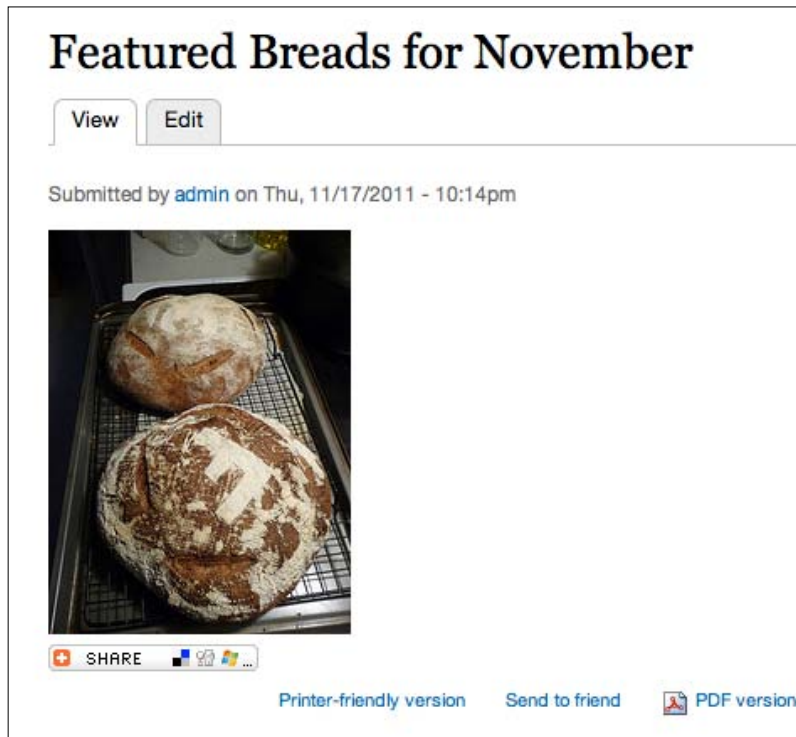 Featured Breads for November
View Edit
Submitted by admin on Thu, 11/17/2011 - 10:14pm
SHARE ...
Printer-friendly version Send to friend PDF version